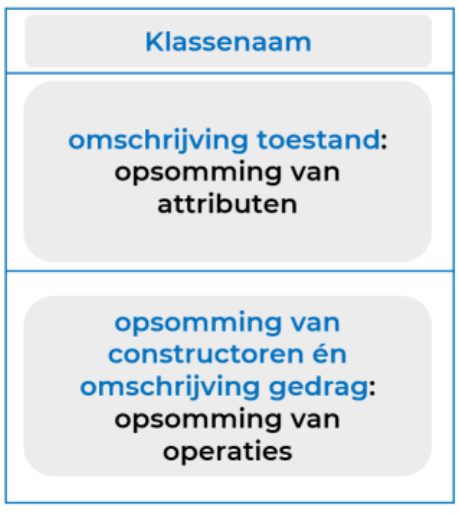 Klassenaam
omschrijving toestand:
opsomming van
attributen
opsomming van
constructoren én
omschrijving gedrag:
opsomming van
operaties